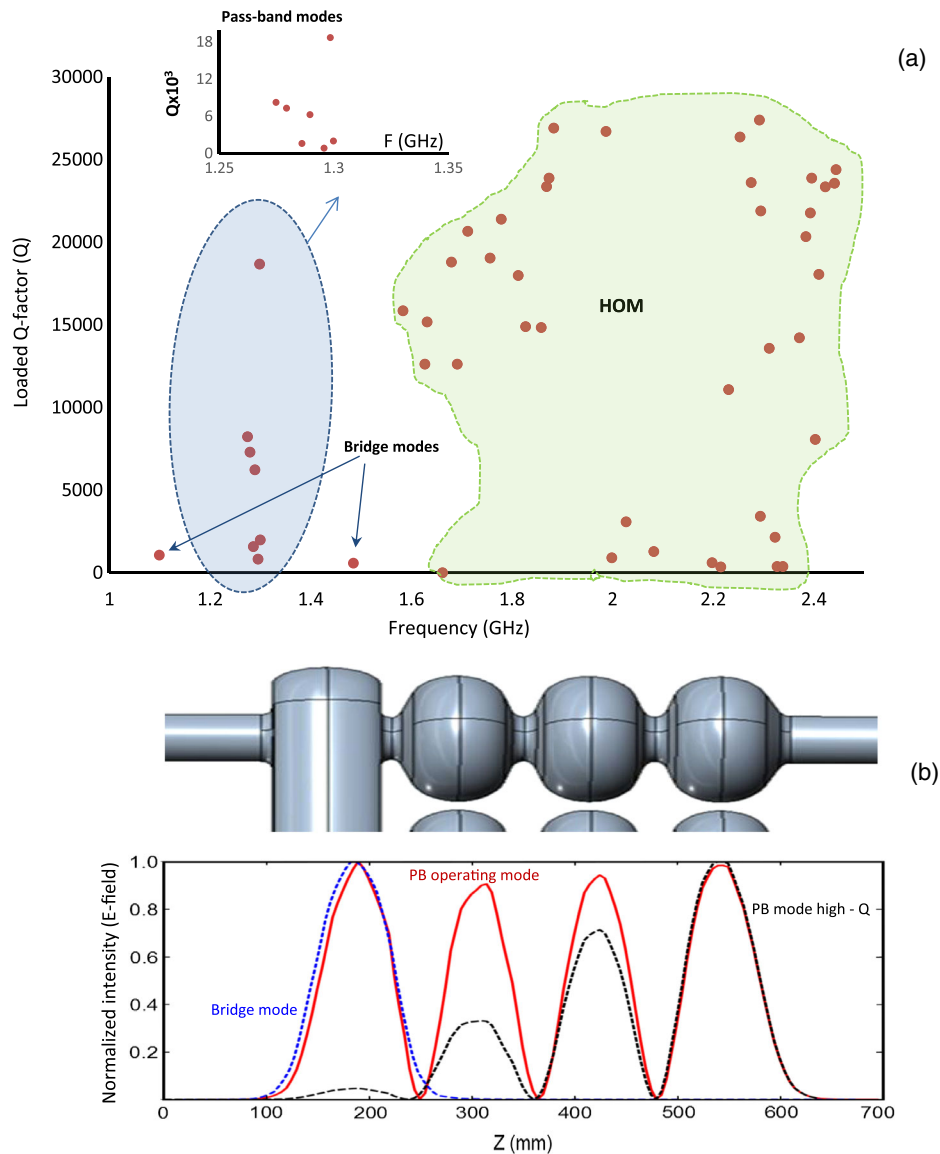 Pass-band modes
(a)
18
12
6
0
Qx10³
F (GHz)
1.25
1.3
1.35
30000
25000
20000
15000
10000
5000
0
Loaded Q-factor (Q)
HOM
Bridge modes
1
1.2
1.4
1.6
1.8
2
2.2
2.4
Frequency (GHz)
(b)
1.0
0.8
0.6
0.4
0.2
Normalized intensity (E-field)
PB operating mode
PB mode high - Q
Bridge mode
0
100
200
300
400
500
600
700
Z (mm)